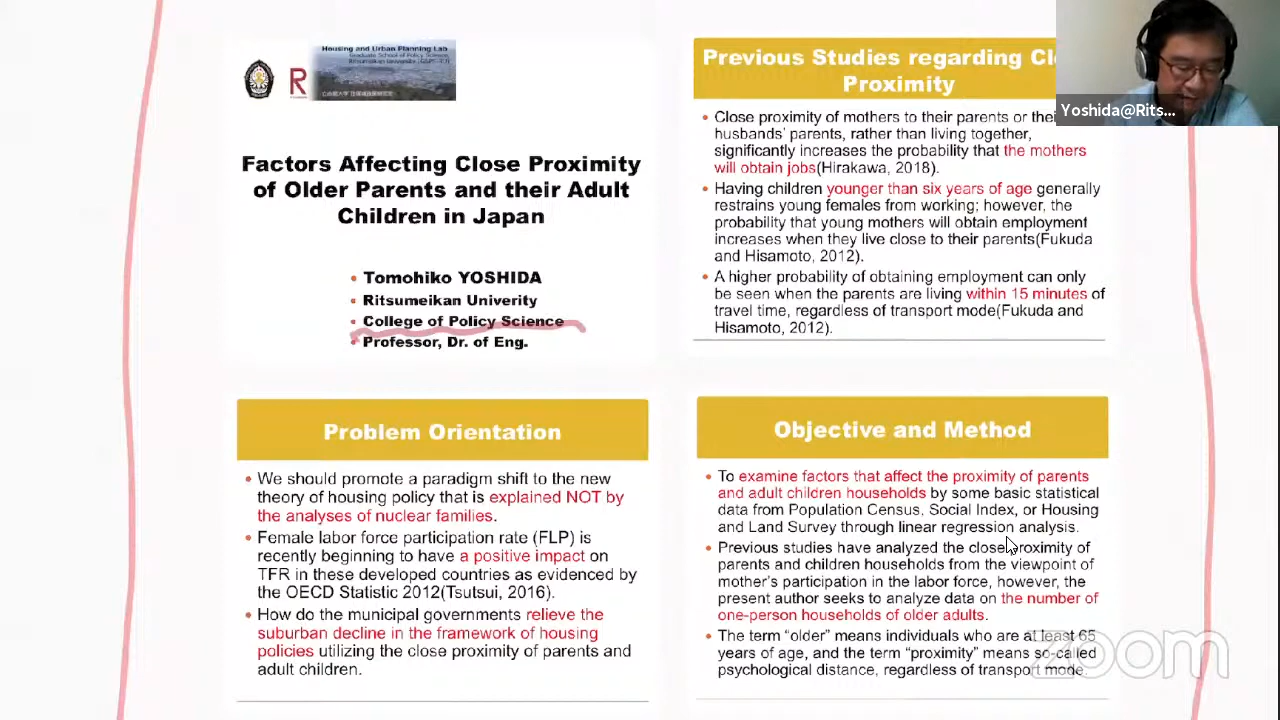 Housing and Urban Planning Lab
Graduate School of Policy Science,
R
Factors Affecting Close Proximity
of Older Parents and their Adult
Children in Japan
• Tomohiko YOSHIDA
• Ritsumeikan Univerity
• College of Policy Science
• Professor, Dr. of Eng.
Previous Studies regarding
Proximity
Yoshida@Rits...
• Close proximity of mothers to their parents or
husbands' parents, rather than living together,
significantly increases the probability that the mothers
will obtain jobs(Hirakawa, 2018).
• Having children younger than six years of age generally
restrains young females from working; however, the
probability that young mothers will obtain employment
increases when they live close to their parents(Fukuda
and Hisamoto, 2012).
• A higher probability of obtaining employment can only
be seen when the parents are living within 15 minutes of
travel time, regardless of transport mode(Fukuda and
Hisamoto, 2012).
Problem Orientation
• We should promote a paradigm shift to the new
theory of housing policy that is explained NOT by
the analyses of nuclear families.
• Female labor force participation rate (FLP) is
recently beginning to have a positive impact on
TFR in these developed countries as evidenced by
the OECD Statistic 2012(Tsutsui, 2016).
• How do the municipal governments relieve the
suburban decline in the framework of housing
policies utilizing the close proximity of parents and
adult children.
Objective and Method
• To examine factors that affect the proximity of parents
and adult children households by some basic statistical
data from Population Census, Social Index, or Housing
and Land Survey through linear regression analysis.
• Previous studies have analyzed the close proximity of
parents and children households from the viewpoint of
mother's participation in the labor force, however, the
present author seeks to analyze data on the number of
one-person households of older adults.
• The term "older" means individuals who are at least 65
years of age, and the term "proximity" means so-called
psychological distance, regardless of transport mode.
zoom